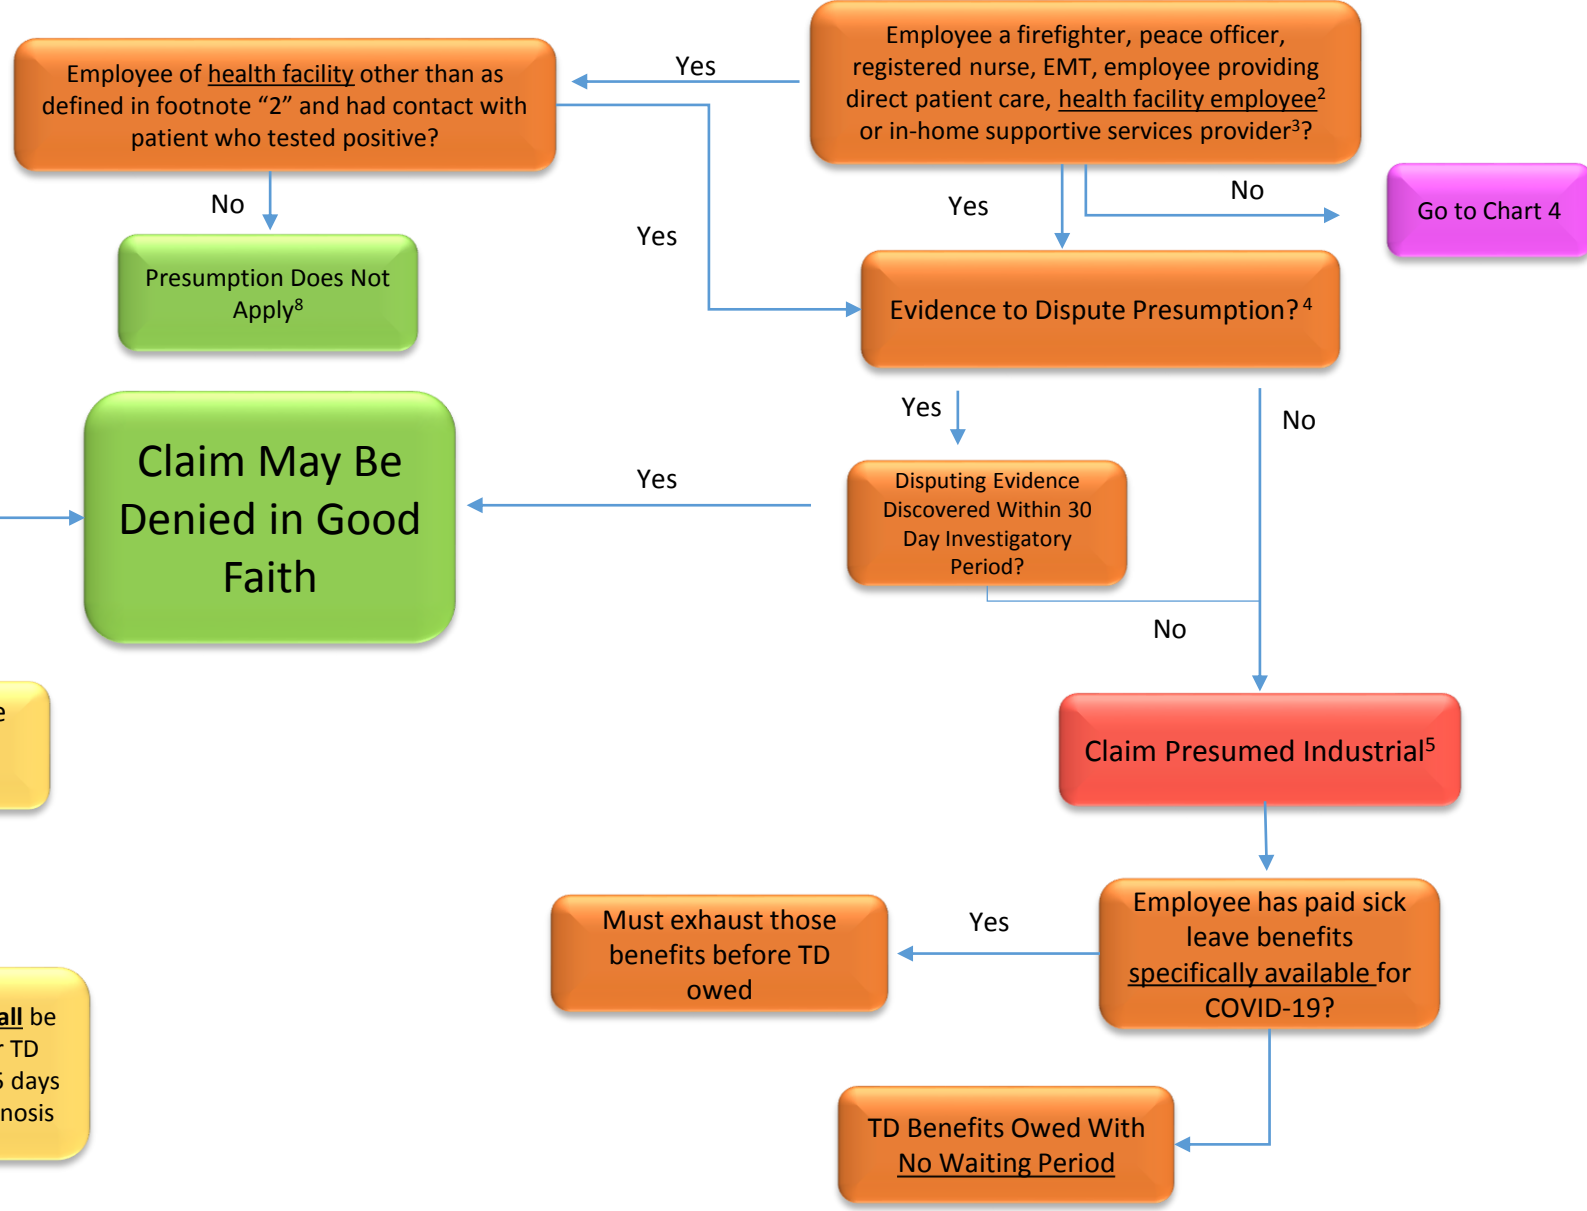 Employee a firefighter, peace officer,
registered nurse, EMT, employee providing
direct patient care, health facility employee²
or in-home supportive services provider³?
Yes
Employee of health facility other than as
defined in footnote “2” and had contact with
patient who tested positive?
No
Yes
Yes
No
Go to Chart 4
Presumption Does Not
Apply⁸
Evidence to Dispute Presumption?⁴
Yes
No
Claim May Be
Denied in Good
Faith
Yes
Disputing Evidence
Discovered Within 30
Day Investigatory
Period?
No
Claim Presumed Industrial⁵
Employee has paid sick
leave benefits
specifically available for
COVID-19?
Yes
Must exhaust those
benefits before TD
owed
be
TD
days
TD Benefits Owed With
No Waiting Period